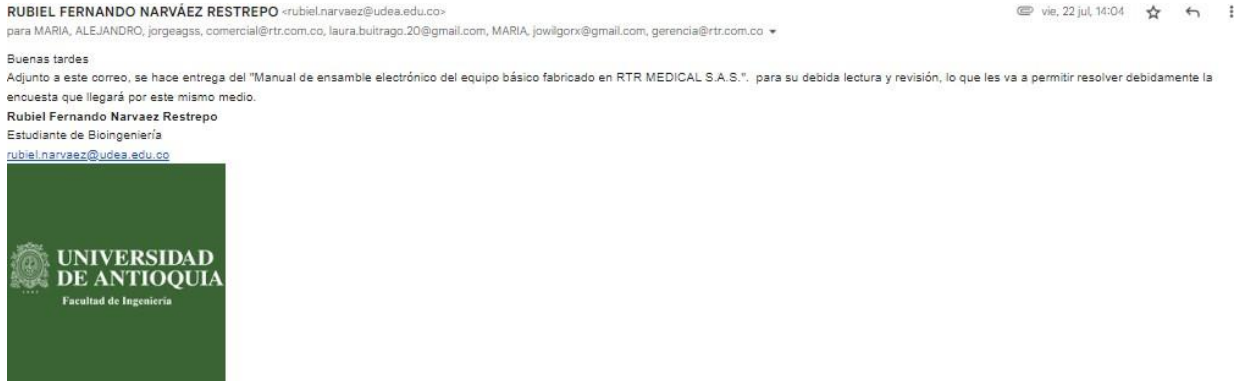 RUBIEL FERNANDO NARVÁEZ RESTREPO <rubiel.narvaez@udea.edu.co>
vie, 22 jul, 14:04
para MARIA, ALEJANDRO, jorgeagss, comercial@rtr.com.co, laura.buitrago.20@gmail.com, MARIA, jowilgorx@gmail.com, gerencia@rtr.com.co
Buenas tardes
Adjunto a este correo, se hace entrega del "Manual de ensamble electrónico del equipo básico fabricado en RTR MEDICAL S.A.S.". para su debida lectura y revisión, lo que les va a permitir resolver debidamente la
encuesta que llegará por este mismo medio.
Rubiel Fernando Narvaez Restrepo
Estudiante de Bioingeniería
rubiel.narvaez@udea.edu.co
UNIVERSIDAD
DE ANTIOQUIA
Facultad de Ingeniería